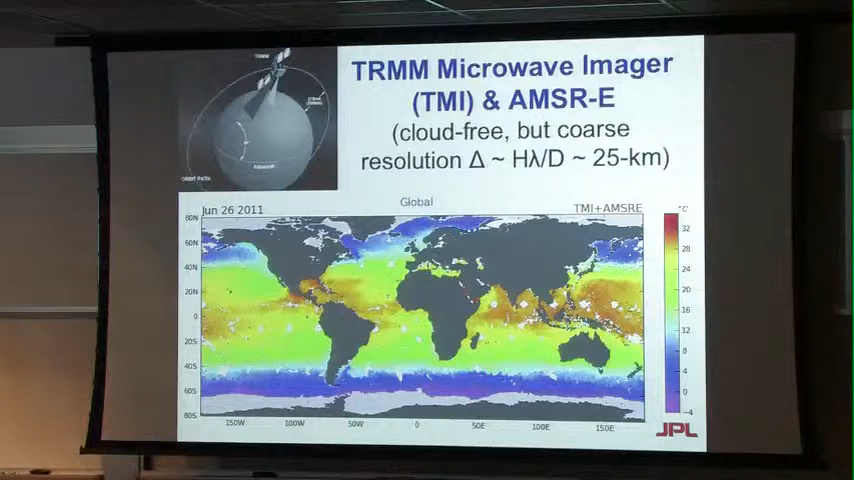 TRMM Microwave Imager
(TMI) & AMSR-E
(cloud-free, but coarse
resolution Δ ~ Hλ/D ~ 25-km)
TRMM
ORBIT PATH
Jun 26 2011
Global
TMI+AMSRE
°C
80N
60N
40N
20N
0
20S
40S
60S
80S
150W
100W
50W
0
50E
100E
150E
32
28
24
20
16
12
8
4
0
−4
JPL